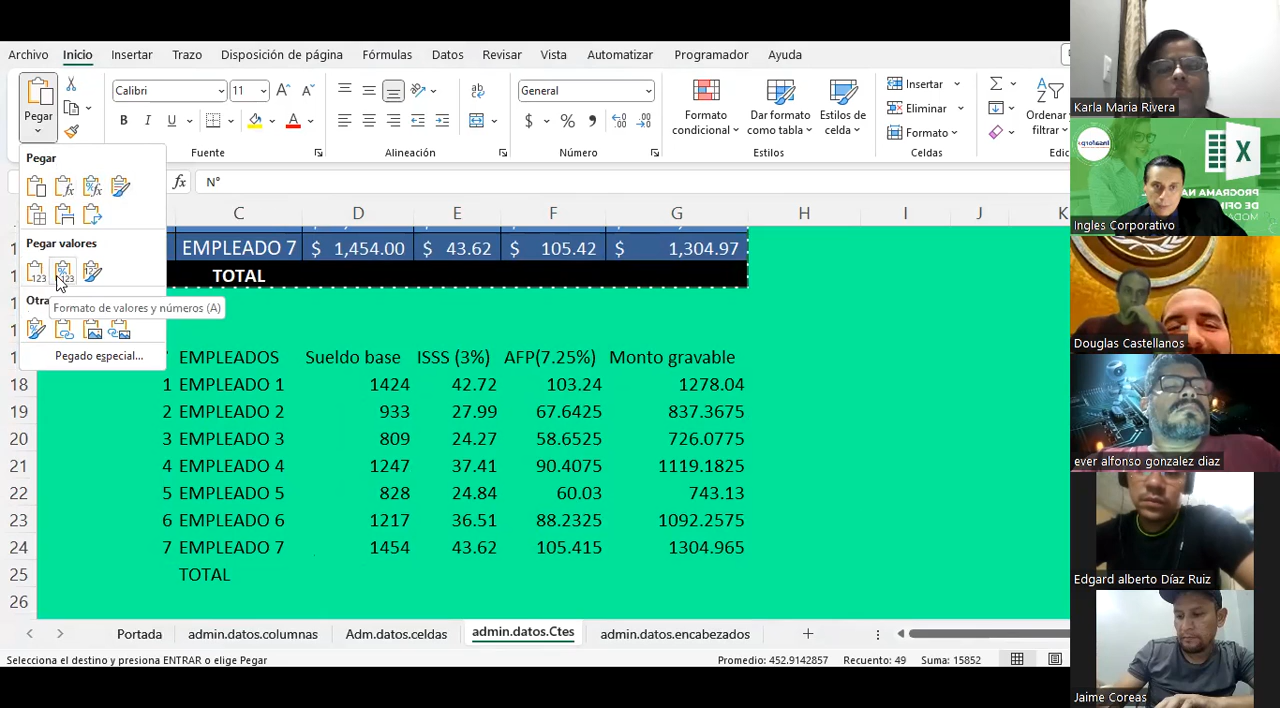 Archivo Inicio Insertar Trazo Disposición de página Fórmulas Datos Revisar Vista Automatizar Programador Ayuda
Pegar
Calibri 11
N K S
General
$ % 9
Formato condicional
Dar formato como tabla
Estilos de celda
Insertar
Eliminar
Formato
Ordenar filtrar
Fuente Alineación Número Estilos Celdas
Pegar
Pegar valores
Otra
Formato de valores y números (A)
Pegado especial...
fx N°
C D E F G H I J K
EMPLEADO 7 $ 1,454.00 $ 43.62 $ 105.42 $ 1,304.97
TOTAL
EMPLEADOS Sueldo base ISSS (3%) AFP(7.25%) Monto gravable
18 1 EMPLEADO 1 1424 42.72 103.24 1278.04
19 2 EMPLEADO 2 933 27.99 67.6425 837.3675
20 3 EMPLEADO 3 809 24.27 58.6525 726.0775
21 4 EMPLEADO 4 1247 37.41 90.4075 1119.1825
22 5 EMPLEADO 5 828 24.84 60.03 743.13
23 6 EMPLEADO 6 1217 36.51 88.2325 1092.2575
24 7 EMPLEADO 7 1454 43.62 105.415 1304.965
25 TOTAL
26
Portada admin.datos.columnas Adm.datos.celdas admin.datos.Ctes admin.datos.encabezados
Selecciona el destino y presiona ENTRAR o elige Pegar Promedio: 452.9142857 Recuento: 49 Suma: 15852
Karla Maria Rivera
Ingles Corporativo
Douglas Castellanos
ever alfonso gonzalez diaz
Edgard alberto Díaz Ruiz
Jaime Coreas